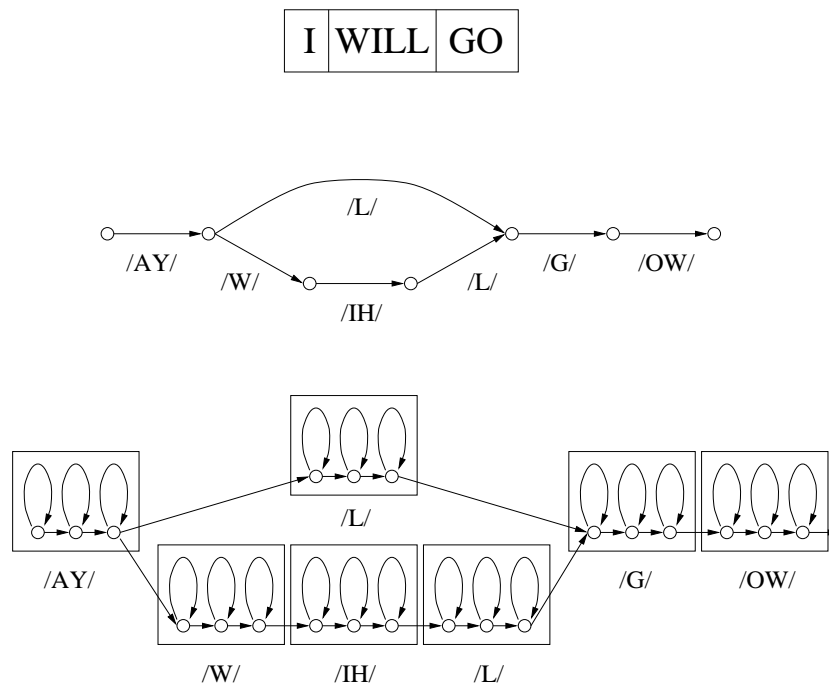 I WILL GO
/L/
/AY/ /W/ /L/ /G/ /OW/
/IH/
/L/
/AY/ /G/ /OW/
/W/ /IH/ /L/